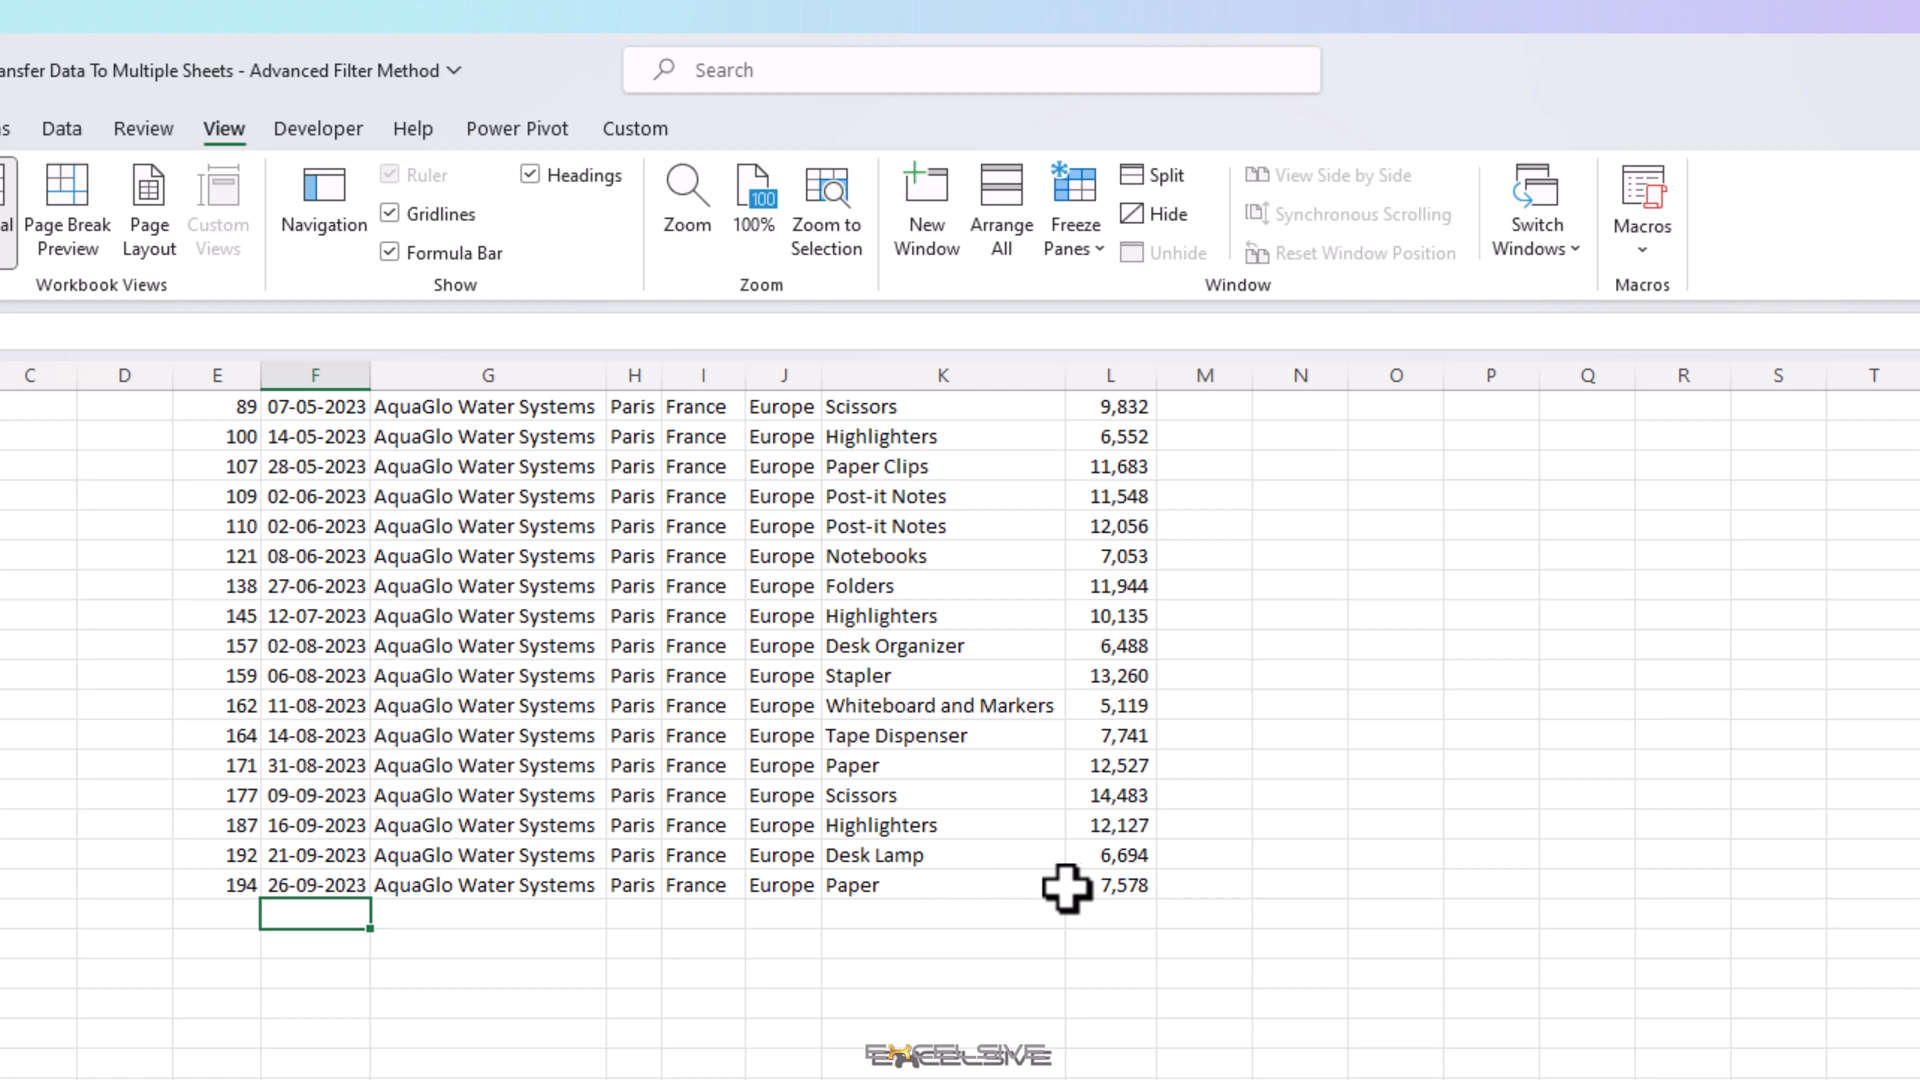 ansfer Data To Multiple Sheets - Advanced Filter Method
Search
s Data Review View Developer Help Power Pivot Custom
al
Page Break Preview
Page Layout
Custom Views
Workbook Views
Navigation
Ruler
Gridlines
Formula Bar
Headings
Show
Zoom
100
100%
Zoom to Selection
Zoom
New Window
Arrange All
Freeze Panes
Split
Hide
Unhide
View Side by Side
Synchronous Scrolling
Reset Window Position
Window
Switch Windows
Macros
Macros
C D E F G H I J K L M N O P Q R S T
89 07-05-2023 AquaGlo Water Systems Paris France Europe Scissors 9,832
100 14-05-2023 AquaGlo Water Systems Paris France Europe Highlighters 6,552
107 28-05-2023 AquaGlo Water Systems Paris France Europe Paper Clips 11,683
109 02-06-2023 AquaGlo Water Systems Paris France Europe Post-it Notes 11,548
110 02-06-2023 AquaGlo Water Systems Paris France Europe Post-it Notes 12,056
121 08-06-2023 AquaGlo Water Systems Paris France Europe Notebooks 7,053
138 27-06-2023 AquaGlo Water Systems Paris France Europe Folders 11,944
145 12-07-2023 AquaGlo Water Systems Paris France Europe Highlighters 10,135
157 02-08-2023 AquaGlo Water Systems Paris France Europe Desk Organizer 6,488
159 06-08-2023 AquaGlo Water Systems Paris France Europe Stapler 13,260
162 11-08-2023 AquaGlo Water Systems Paris France Europe Whiteboard and Markers 5,119
164 14-08-2023 AquaGlo Water Systems Paris France Europe Tape Dispenser 7,741
171 31-08-2023 AquaGlo Water Systems Paris France Europe Paper 12,527
177 09-09-2023 AquaGlo Water Systems Paris France Europe Scissors 14,483
187 16-09-2023 AquaGlo Water Systems Paris France Europe Highlighters 12,127
192 21-09-2023 AquaGlo Water Systems Paris France Europe Desk Lamp 6,694
194 26-09-2023 AquaGlo Water Systems Paris France Europe Paper 7,578
EXCELSIVE